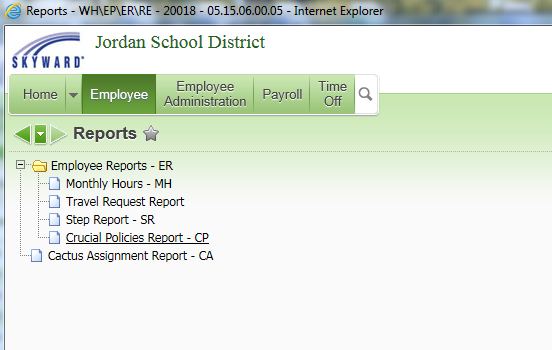 Reports - WH\EP\ER\RE - 20018 - 05.15.06.00.05 - Internet Explorer
SKYWARD®
Jordan School District
Home
Employee
Employee
Administration
Payroll
Time
Off
Reports
Employee Reports - ER
Monthly Hours - MH
Travel Request Report
Step Report - SR
Crucial Policies Report - CP
Cactus Assignment Report - CA